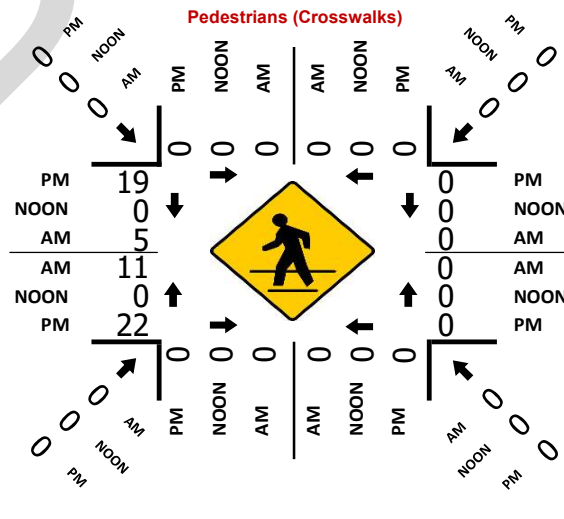 Pedestrians (Crosswalks)
PM NOON AM
0 0 0
PM NOON AM AM NOON PM
0 0 0 0 0 0
PM NOON AM
0 0 0
PM 19 0 PM
NOON 0 0 NOON
AM 5 0 AM
AM 11 0 AM
NOON 0 0 NOON
PM 22 0 PM
0 0 0 0 0 0
PM NOON AM AM NOON PM
0 0 0
AM NOON PM
0 0 0
AM NOON PM